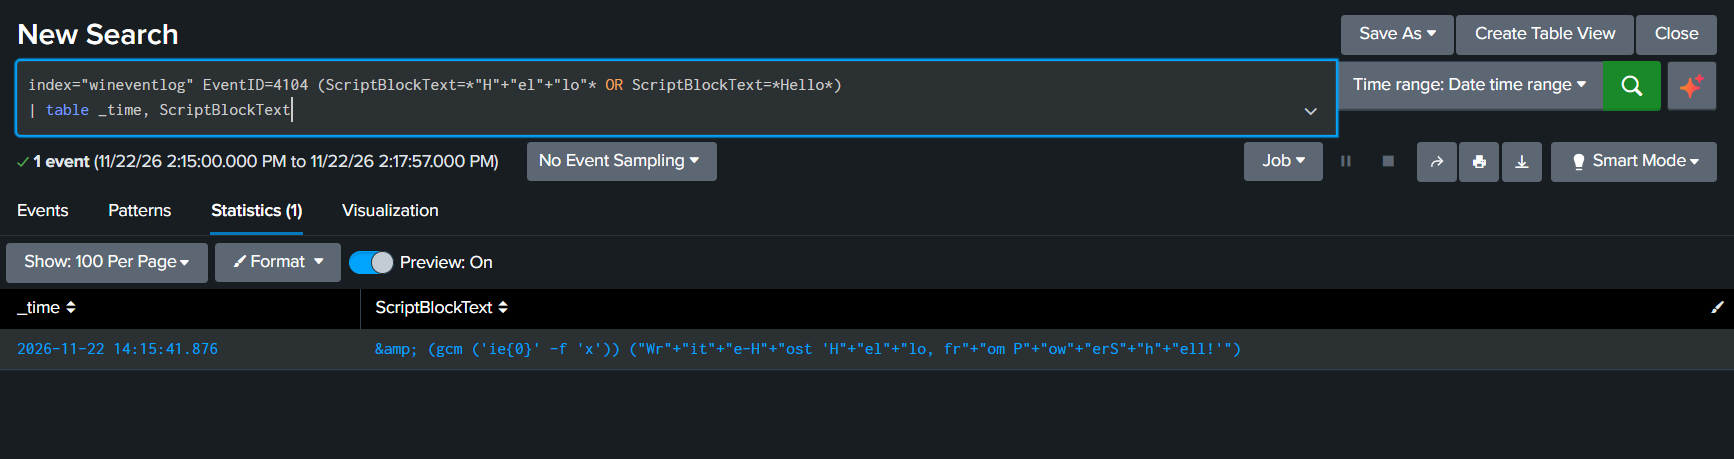 New Search
Save As
Create Table View
Close
index="wineventlog" EventID=4104 (ScriptBlockText=*"H"+"el"+"lo"* OR ScriptBlockText=*Hello*)
| table _time, ScriptBlockText
Time range: Date time range
1 event (11/22/26 2:15:00.000 PM to 11/22/26 2:17:57.000 PM)
No Event Sampling
Job
Smart Mode
Events
Patterns
Statistics (1)
Visualization
Show: 100 Per Page
Format
Preview: On
_time
ScriptBlockText
2026-11-22 14:15:41.876
&amp; (gcm ('ie{0}' -f 'x')) ("Wr"+"it"+"e-H"+"ost 'H"+"el"+"lo, fr"+"om P"+"ow"+"erS"+"h"+"ell!'")